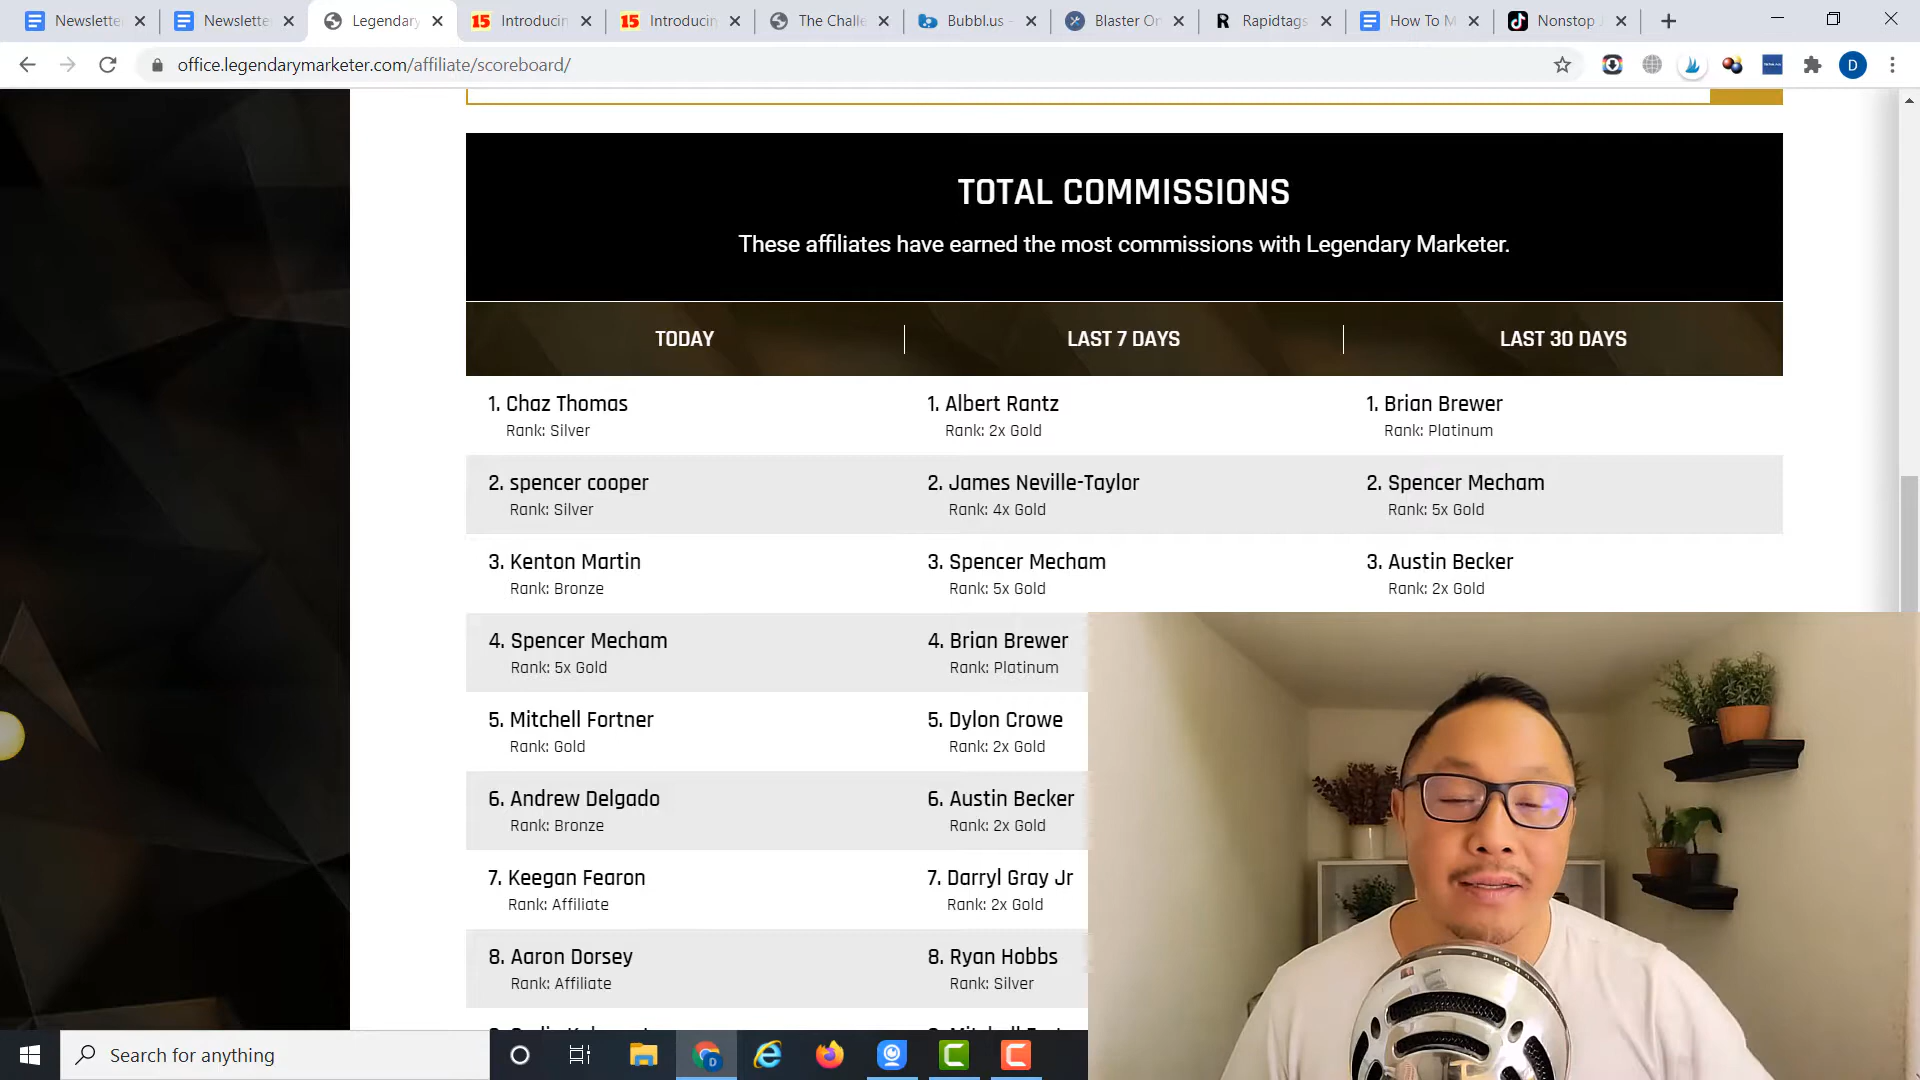 Newsletter
Newsletter
Legendary
15 Introducin
15 Introducin
The Challe
Bubbl.us -
Blaster On
R Rapidtags
How To M
Nonstop
office.legendarymarketer.com/affiliate/scoreboard/
D
TOTAL COMMISSIONS
These affiliates have earned the most commissions with Legendary Marketer.
TODAY
LAST 7 DAYS
LAST 30 DAYS
1. Chaz Thomas
Rank: Silver
1. Albert Rantz
Rank: 2x Gold
1. Brian Brewer
Rank: Platinum
2. spencer cooper
Rank: Silver
2. James Neville-Taylor
Rank: 4x Gold
2. Spencer Mecham
Rank: 5x Gold
3. Kenton Martin
Rank: Bronze
3. Spencer Mecham
Rank: 5x Gold
3. Austin Becker
Rank: 2x Gold
4. Spencer Mecham
Rank: 5x Gold
4. Brian Brewer
Rank: Platinum
5. Mitchell Fortner
Rank: Gold
5. Dylon Crowe
Rank: 2x Gold
6. Andrew Delgado
Rank: Bronze
6. Austin Becker
Rank: 2x Gold
7. Keegan Fearon
Rank: Affiliate
7. Darryl Gray Jr
Rank: 2x Gold
8. Aaron Dorsey
Rank: Affiliate
8. Ryan Hobbs
Rank: Silver
Search for anything